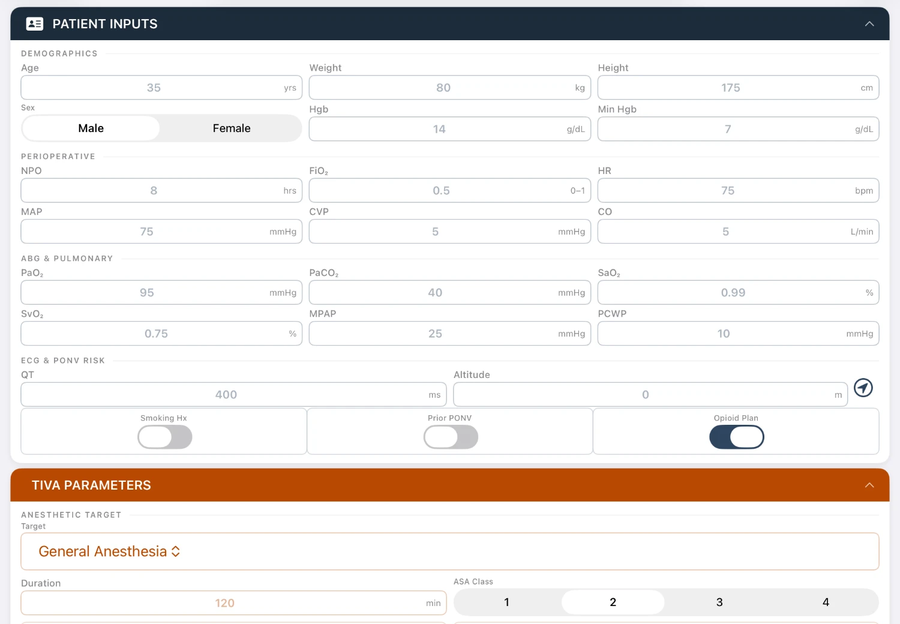 PATIENT INPUTS
DEMOGRAPHICS
Age Weight Height
35 yrs 80 kg 175 cm
Sex Hgb Min Hgb
Male Female 14 g/dL 7 g/dL
PERIOPERATIVE
NPO FiO₂ HR
8 hrs 0.5 0–1 75 bpm
MAP CVP CO
75 mmHg 5 mmHg 5 L/min
ABG & PULMONARY
PaO₂ PaCO₂ SaO₂
95 mmHg 40 mmHg 0.99 %
SvO₂ MPAP PCWP
0.75 % 25 mmHg 10 mmHg
ECG & PONV RISK
QT Altitude
400 ms 0 m
Smoking Hx Prior PONV Opioid Plan
TIVA PARAMETERS
ANESTHETIC TARGET
Target
General Anesthesia
Duration ASA Class
120 min 1 2 3 4